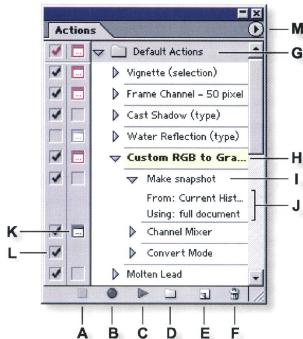 Actions
M
Default Actions
G
Vignette (selection)
Frame Channel - 50 pixel
Cast Shadow (type)
Water Reflection (type)
Custom RGB to Gra...
H
Make snapshot
I
From: Current Hist...
J
Using: full document
K
Channel Mixer
L
Convert Mode
Molten Lead
A B C D E F